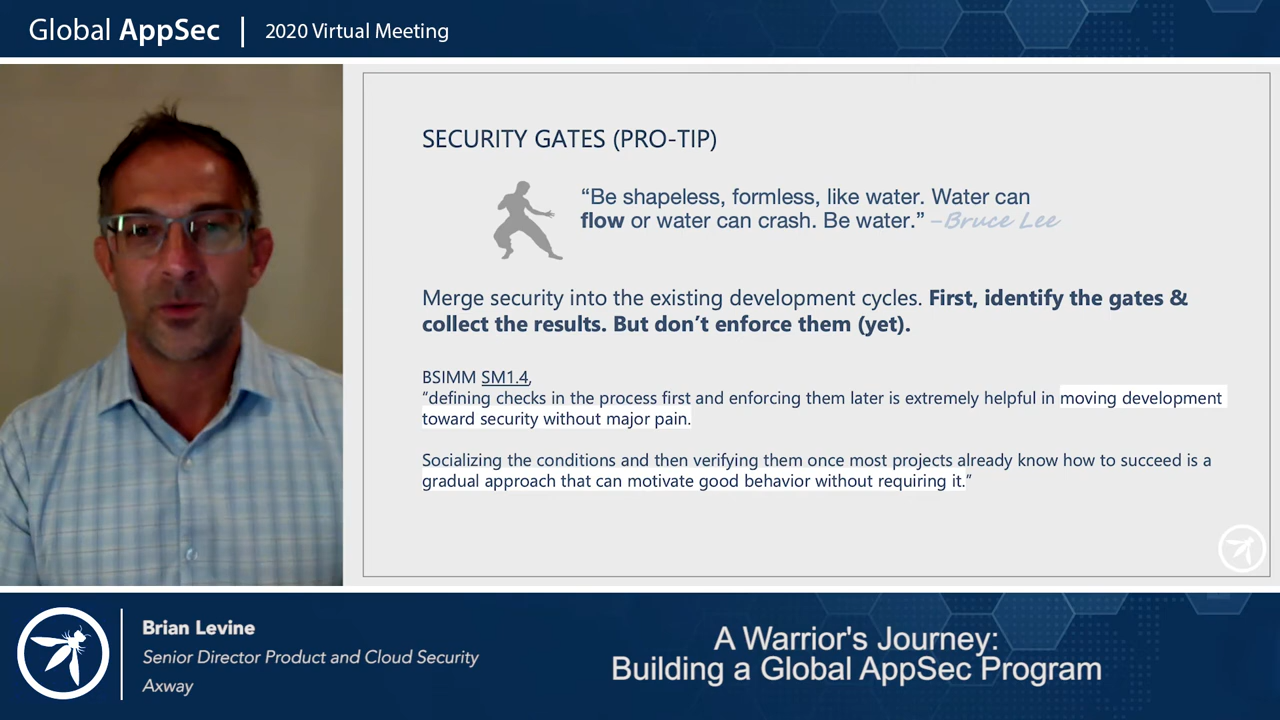 Global AppSec | 2020 Virtual Meeting
SECURITY GATES (PRO-TIP)
“Be shapeless, formless, like water. Water can
flow or water can crash. Be water.” –Bruce Lee
Merge security into the existing development cycles. First, identify the gates &
collect the results. But don’t enforce them (yet).
BSIMM SM1.4,
“defining checks in the process first and enforcing them later is extremely helpful in moving development
toward security without major pain.
Socializing the conditions and then verifying them once most projects already know how to succeed is a
gradual approach that can motivate good behavior without requiring it.”
Brian Levine
Senior Director Product and Cloud Security
Axway
A Warrior's Journey:
Building a Global AppSec Program